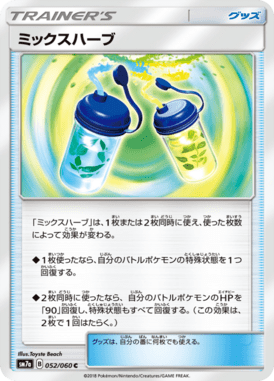 TRAINER'S
グッズ
ミックスハーブ
「ミックスハーブ」は、1枚または2枚同時に使え、使った枚数
によって効果が変わる。
◆1枚使ったなら、自分のバトルポケモンの特殊状態を1つ
回復する。
◆2枚使ったなら、自分のバトルポケモンのHPを
「90」回復し、特殊状態もすべて回復する。(この効果は、
2枚で1回はたらく。)
Illus. Toyste Beach
sm7a
052/060 C
グッズは、自分の番に何枚でも使える。
©2018 Pokémon/Nintendo/Creatures/GAME FREAK.